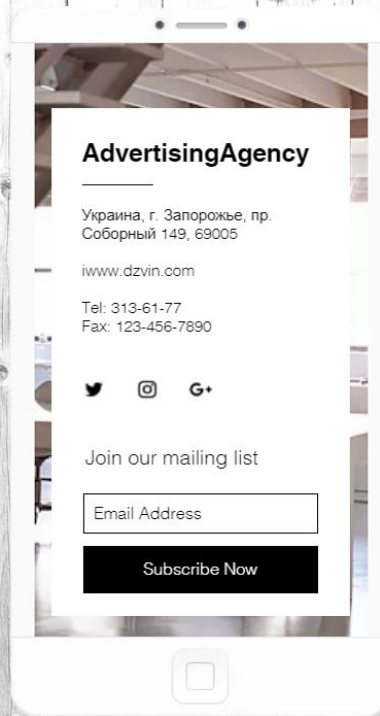 AdvertisingAgency
Украина, г. Запорожье, пр.
Соборный 149, 69005
iwww.dzvin.com
Tel: 313-61-77
Fax: 123-456-7890
G+
Join our mailing list
Email Address
Subscribe Now